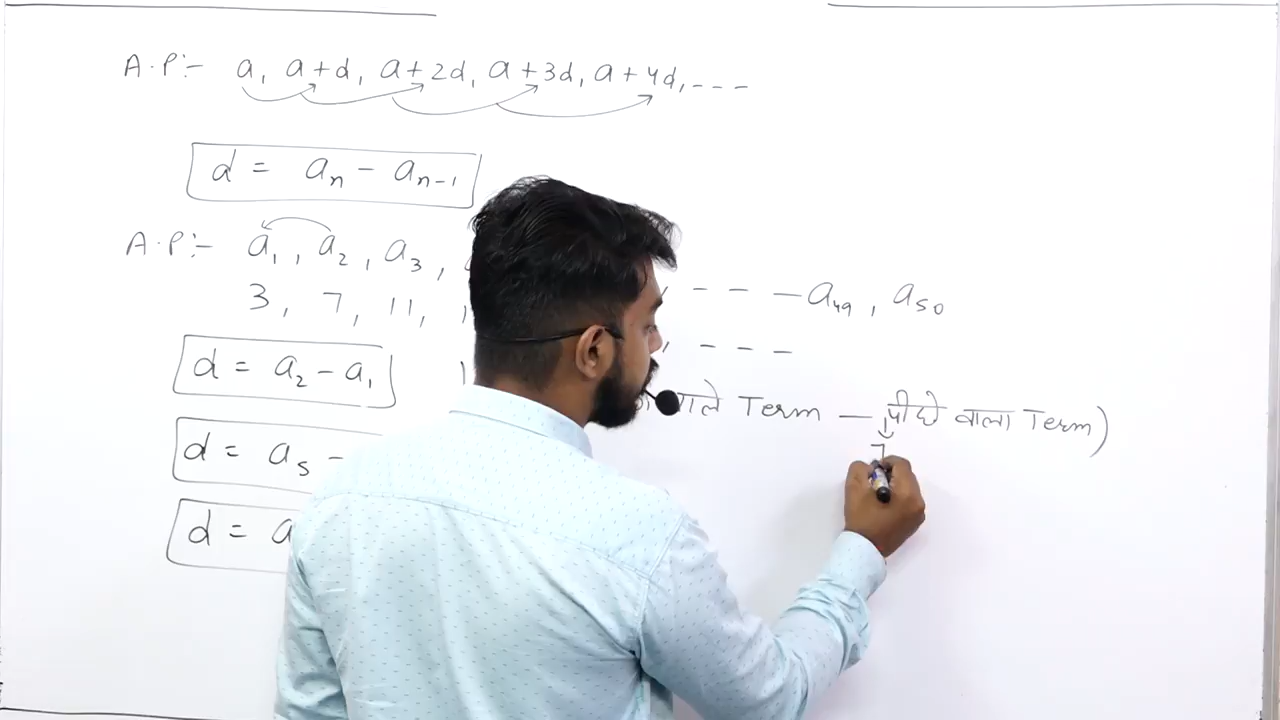 A.P:- a, a+d, a+2d, a+3d, a+4d, ---
d = aₙ - aₙ₋₁
A.P:- a₁, a₂, a₃, --- a₄₉, a₅₀
3, 7, 11, ---
d = a₂ - a₁
वाले Term — पीछे वाला Term)
d = a₅ -
d = a